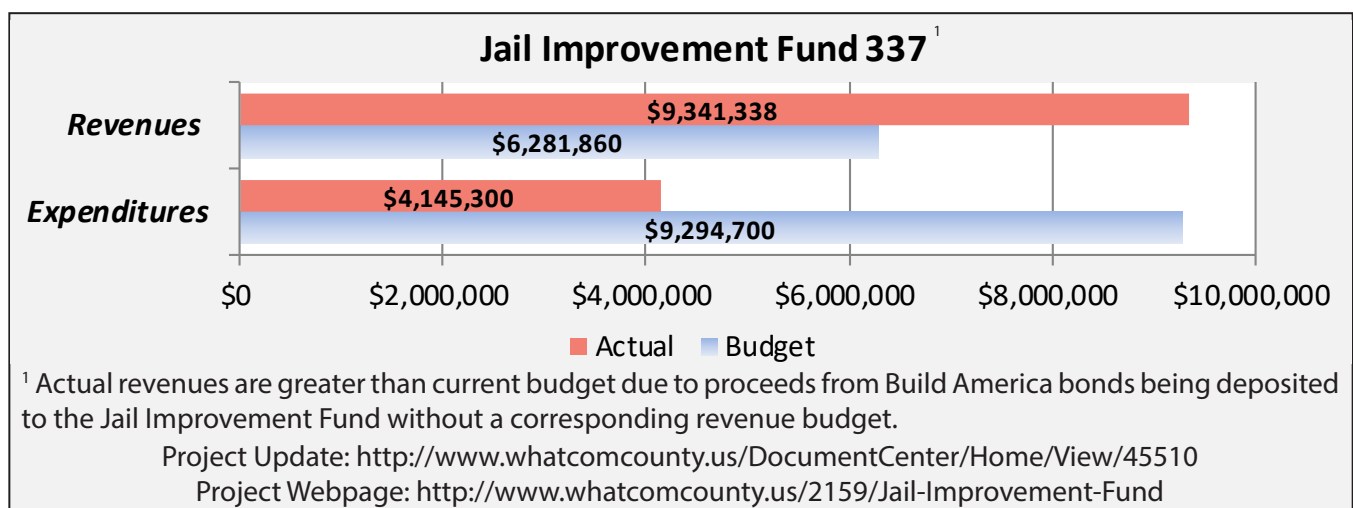 Jail Improvement Fund 337 1
Revenues
$9,341,338
$6,281,860
Expenditures
$4,145,300
$9,294,700
$0 $2,000,000 $4,000,000 $6,000,000 $8,000,000 $10,000,000
Actual Budget
1 Actual revenues are greater than current budget due to proceeds from Build America bonds being deposited
to the Jail Improvement Fund without a corresponding revenue budget.
Project Update: http://www.whatcomcounty.us/DocumentCenter/Home/View/45510
Project Webpage: http://www.whatcomcounty.us/2159/Jail-Improvement-Fund